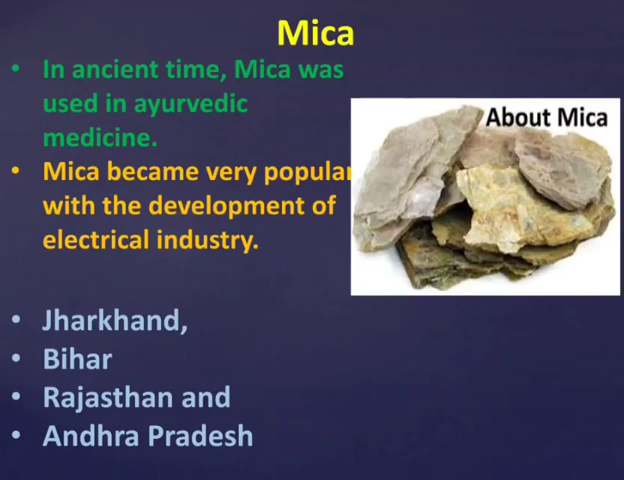 Mica
• In ancient time, Mica was
used in ayurvedic
medicine.
• Mica became very popular
with the development of
electrical industry.
About Mica
• Jharkhand,
• Bihar
• Rajasthan and
• Andhra Pradesh